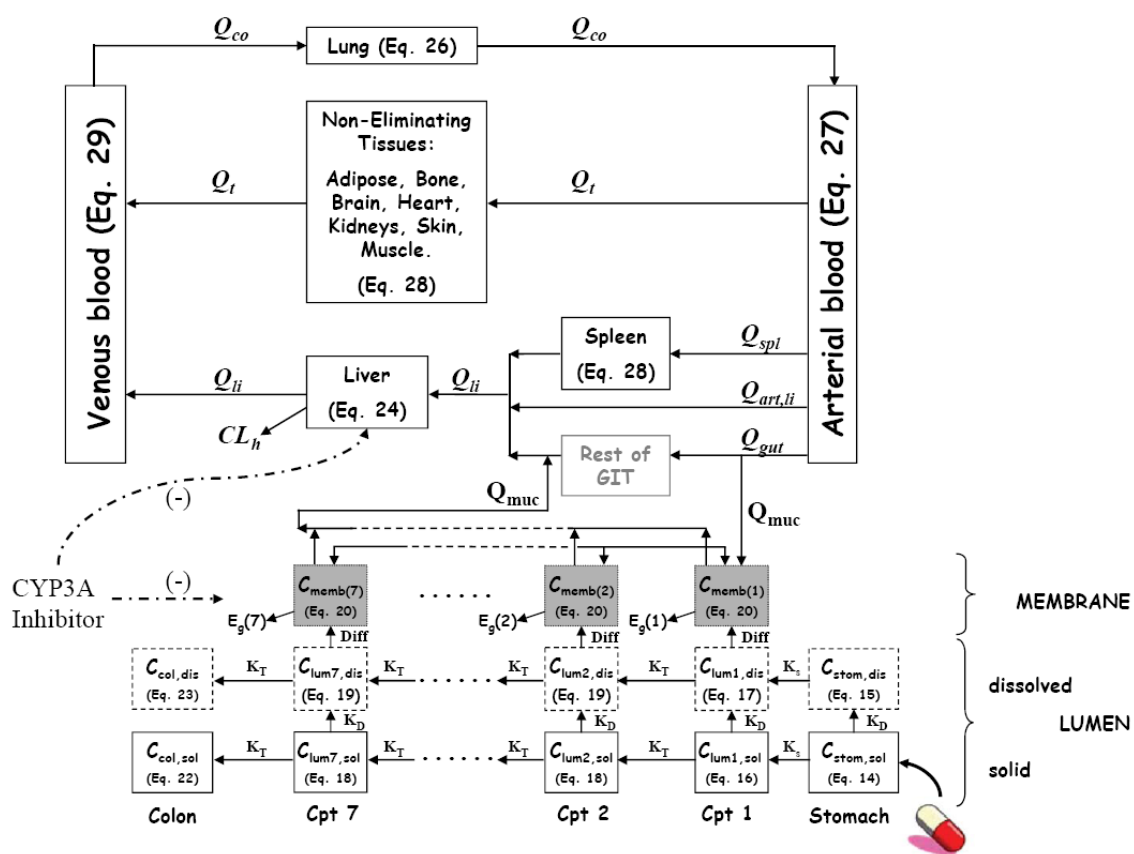 Q_co
Lung (Eq. 26)
Q_co
Venous blood (Eq. 29)
Non-Eliminating
Tissues:
Adipose, Bone,
Brain, Heart,
Kidneys, Skin,
Muscle.
(Eq. 28)
Q_t
Q_t
Arterial blood (Eq. 27)
Spleen
(Eq. 28)
Q_spl
Q_li
Liver
(Eq. 24)
Q_li
Q_art,li
CL_h
Rest of
GIT
Q_gut
Q_muc
Q_muc
(-)
CYP3A
Inhibitor
(-)
C_memb(7)
(Eq. 20)
. . . . . .
C_memb(2)
(Eq. 20)
C_memb(1)
(Eq. 20)
MEMBRANE
E_g(7)
E_g(2)
E_g(1)
Diff
Diff
Diff
C_col,dis
(Eq. 23)
K_T
C_lum7,dis
(Eq. 19)
K_T
. . . . . .
K_T
C_lum2,dis
(Eq. 19)
K_T
C_lum1,dis
(Eq. 17)
K_s
C_stom,dis
(Eq. 15)
dissolved
K_D
K_D
K_D
K_D
LUMEN
C_col,sol
(Eq. 22)
K_T
C_lum7,sol
(Eq. 18)
K_T
. . . . . .
K_T
C_lum2,sol
(Eq. 18)
K_T
C_lum1,sol
(Eq. 16)
K_s
C_stom,sol
(Eq. 14)
solid
Colon
Cpt 7
Cpt 2
Cpt 1
Stomach